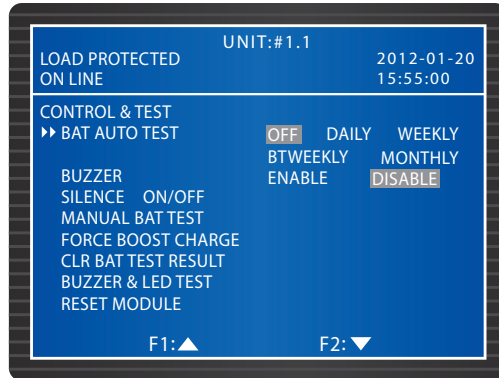 UNIT:#1.1
LOAD PROTECTED 2012-01-20
ON LINE 15:55:00
CONTROL & TEST
BAT AUTO TEST OFF DAILY WEEKLY
BTWEEKLY MONTHLY
BUZZER ENABLE DISABLE
SILENCE ON/OFF
MANUAL BAT TEST
FORCE BOOST CHARGE
CLR BAT TEST RESULT
BUZZER & LED TEST
RESET MODULE
F1:▲ F2:▼